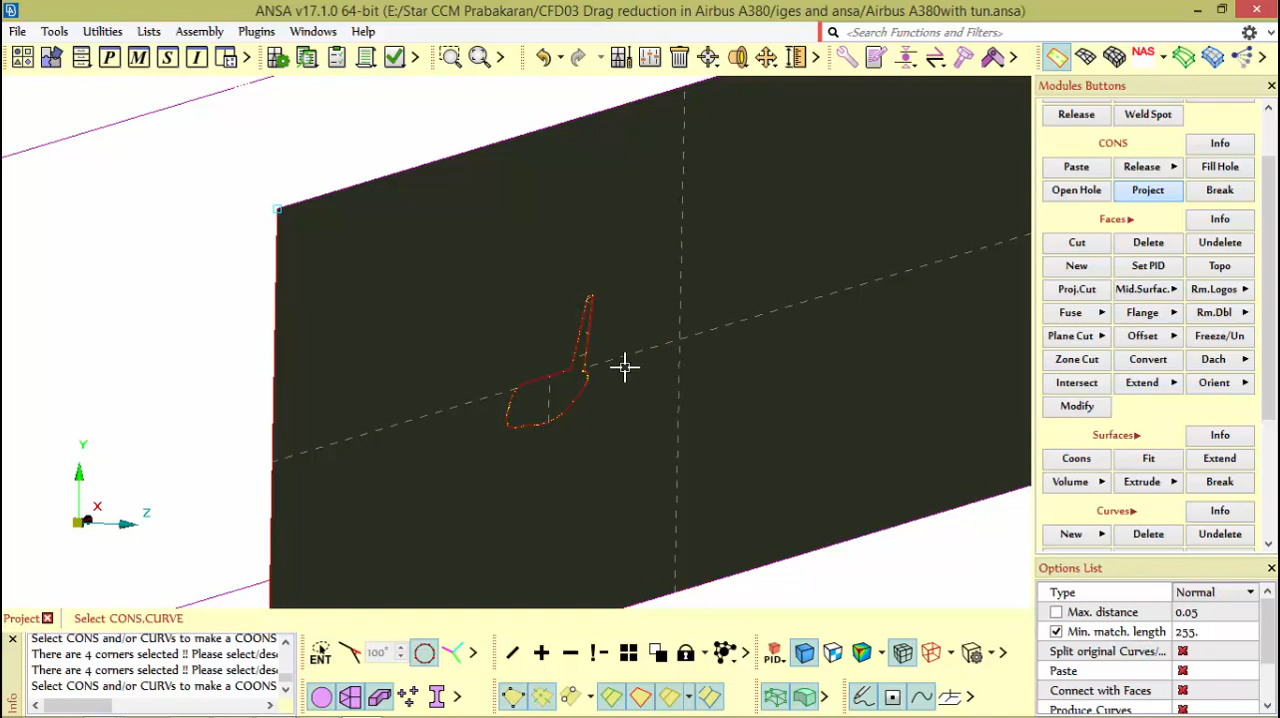 ANSA v17.1.0 64-bit (E:/Star CCM Prabakaran/CFD03 Drag reduction in Airbus A380/iges and ansa/Airbus A380with tun.ansa)
File Tools Utilities Lists Assembly Plugins Windows Help <Search Functions and Filters>
P M S I NAS
Modules Buttons
Release Weld Spot
CONS Info
Paste Release Fill Hole
Open Hole Project Break
Faces Info
Cut Delete Undelete
New Set PID Topo
Proj.Cut Mid.Surfac. Rm.Logos
Fuse Flange Rm.Dbl
Plane Cut Offset Freeze/Un
Zone Cut Convert Dach
Intersect Extend Orient
Modify
Surfaces Info
Coons Fit Extend
Volume Extrude Break
Curves Info
New Delete Undelete
Y
X
Z
Options List
Type Normal
Max. distance 0.05
Min. match. length 255.
Split original Curves/...
Paste
Connect with Faces
Produce Curves
Project Select CONS,CURVE
Select CONS and/or CURVs to make a COONS
There are 4 corners selected !! Please select/des
There are 4 corners selected !! Please select/des
Select CONS and/or CURVs to make a COONS
Info
ENT 100° PID